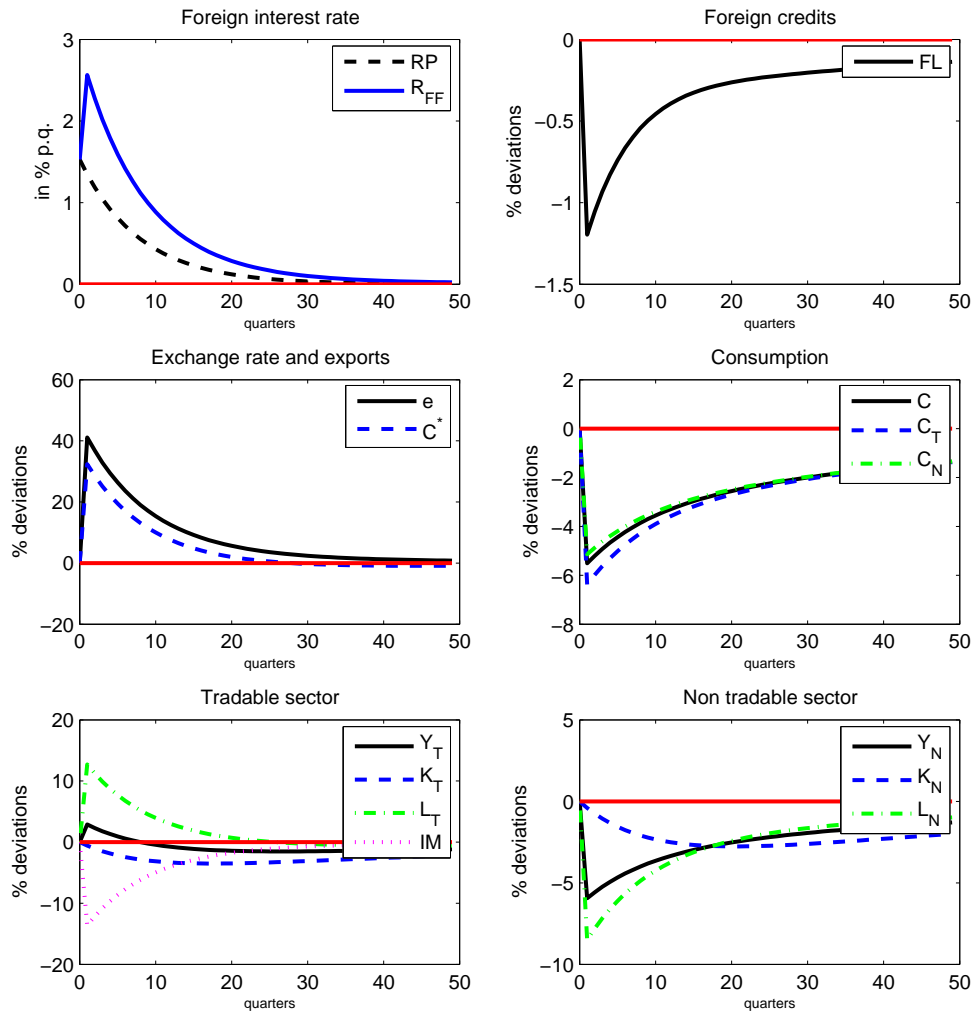 Foreign interest rate
3
2
1
0
in % p.q.
RP
R_FF
0 10 20 30 40 50
quarters
Foreign credits
0
−0.5
−1
−1.5
% deviations
FL
0 10 20 30 40 50
quarters
Exchange rate and exports
60
40
20
0
−20
% deviations
e
C*
0 10 20 30 40 50
quarters
Consumption
2
0
−2
−4
−6
−8
% deviations
C
C_T
C_N
0 10 20 30 40 50
quarters
Tradable sector
20
10
0
−10
−20
% deviations
Y_T
K_T
L_T
IM
0 10 20 30 40 50
quarters
Non tradable sector
5
0
−5
−10
% deviations
Y_N
K_N
L_N
0 10 20 30 40 50
quarters